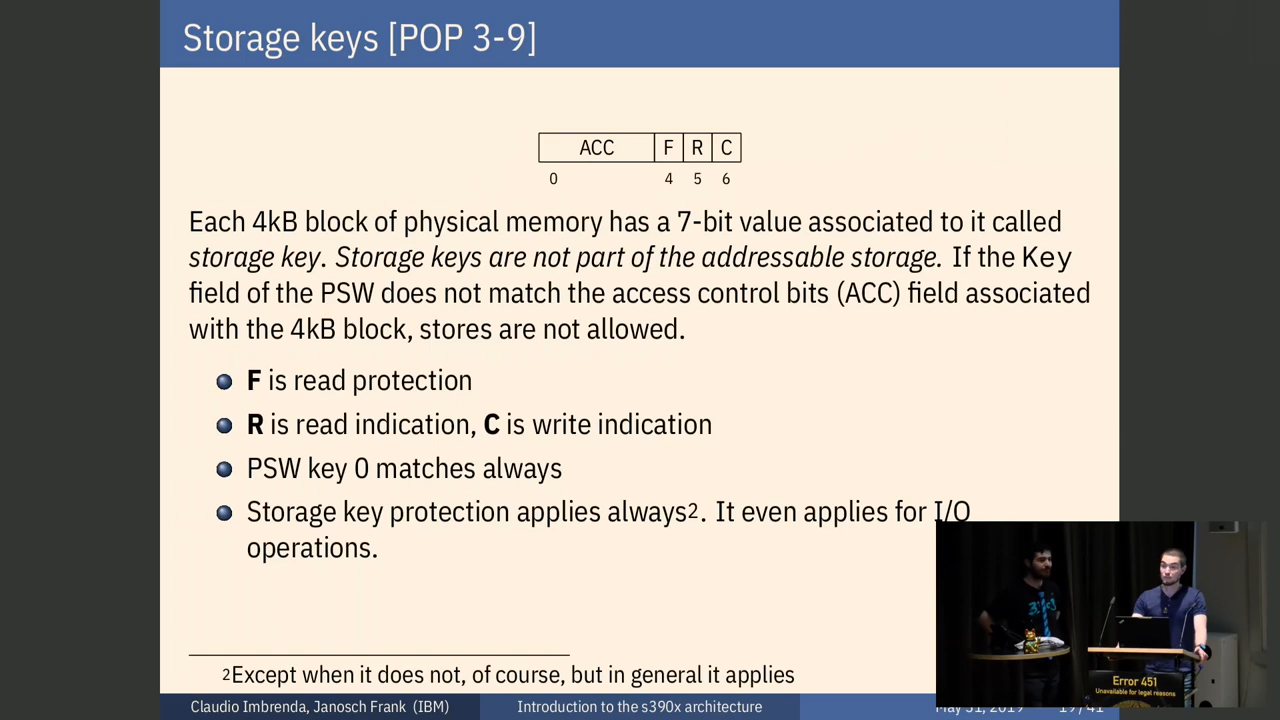 Storage keys [POP 3-9]
ACC F R C
0 4 5 6
Each 4kB block of physical memory has a 7-bit value associated to it called
storage key. Storage keys are not part of the addressable storage. If the Key
field of the PSW does not match the access control bits (ACC) field associated
with the 4kB block, stores are not allowed.
F is read protection
R is read indication, C is write indication
PSW key 0 matches always
Storage key protection applies always2. It even applies for I/O
operations.
2Except when it does not, of course, but in general it applies
Claudio Imbrenda, Janosch Frank (IBM) Introduction to the s390x architecture May 31, 2019 19/41
Error 451
Unavailable for legal reasons